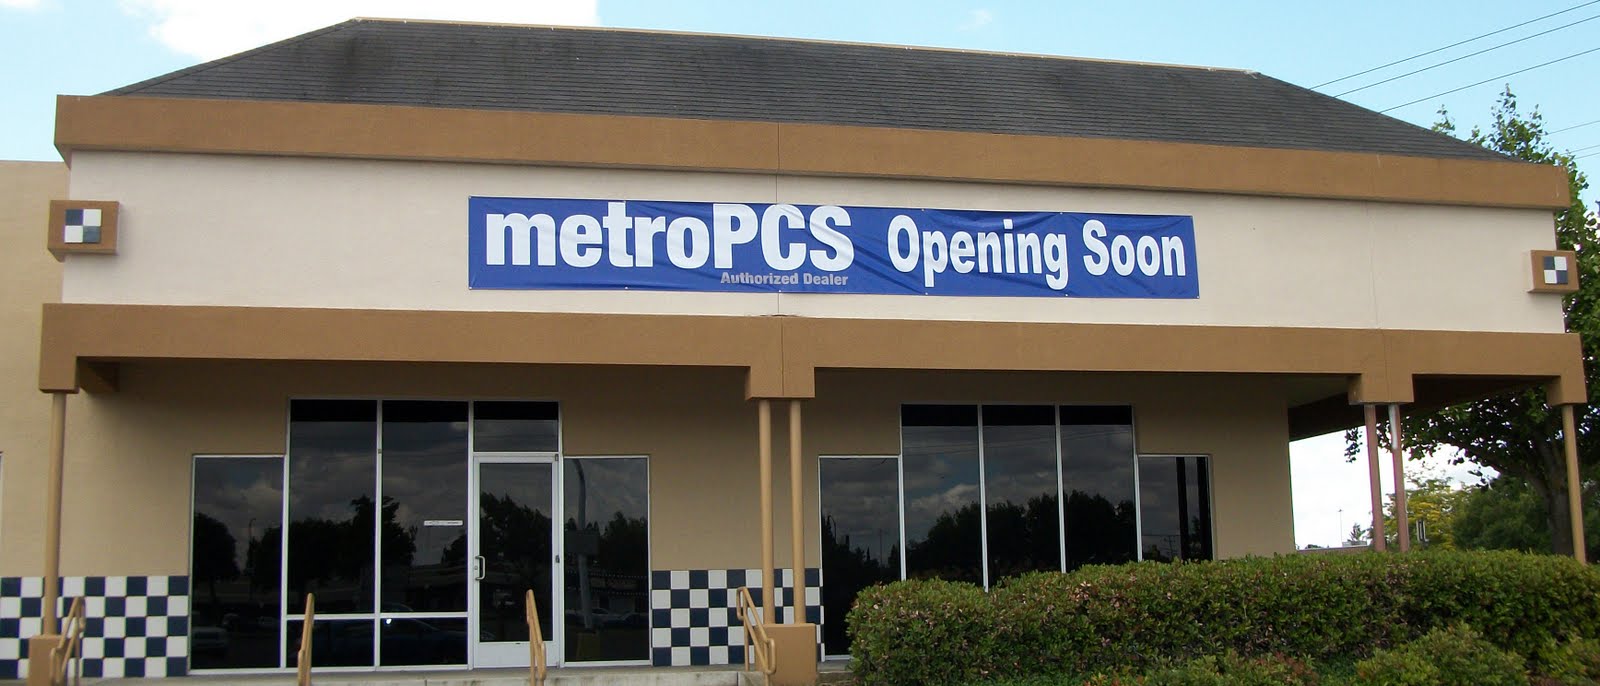 metroPCS Opening Soon
Authorized Dealer